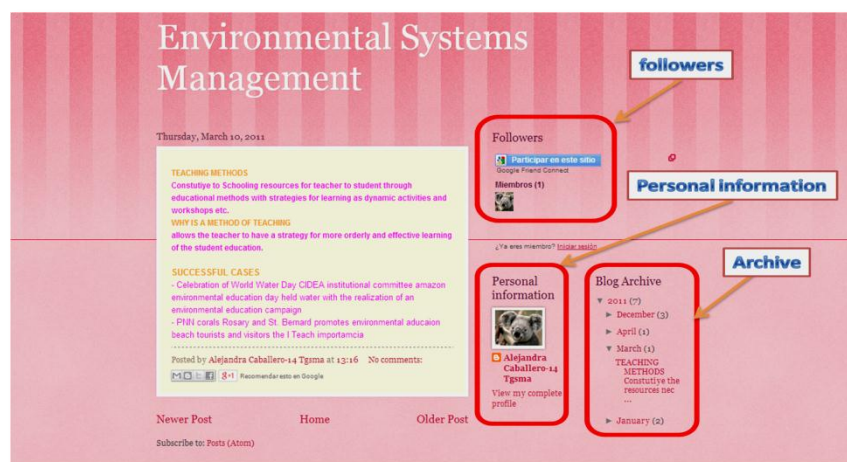 Environmental Systems
Management
followers
Thursday, March 10, 2011
Followers
Participar en este sitio
Google Friend Connect
Miembros (1)
¿Ya eres miembro? Iniciar sesión
Personal information
Archive
TEACHING METHODS
Constutiye to Schooling resources for teacher to student through
educational methods with strategies for learning as dynamic activities and
workshops etc.
WHY IS A METHOD OF TEACHING
allows the teacher to have a strategy for more orderly and effective learning
of the student education.
SUCCESSFUL CASES
- Celebration of World Water Day CIDEA institutional committee amazon
environmental education day held water with the realization of an
environmental education campaign
- PNN corals Rosary and St. Bernard promotes environmental aducaion
beach tourists and visitors the I Teach importamcia
Posted by Alejandra Caballero-14 Tgsma at 13:16 No comments:
g+1 Recomendar esto en Google
Personal
information
Alejandra
Caballero-14
Tgsma
View my complete
profile
Blog Archive
▼ 2011 (7)
► December (3)
► April (1)
▼ March (1)
TEACHING
METHODS
Constutiye the
resources nec
...
► January (2)
Newer Post Home Older Post
Subscribe to: Posts (Atom)